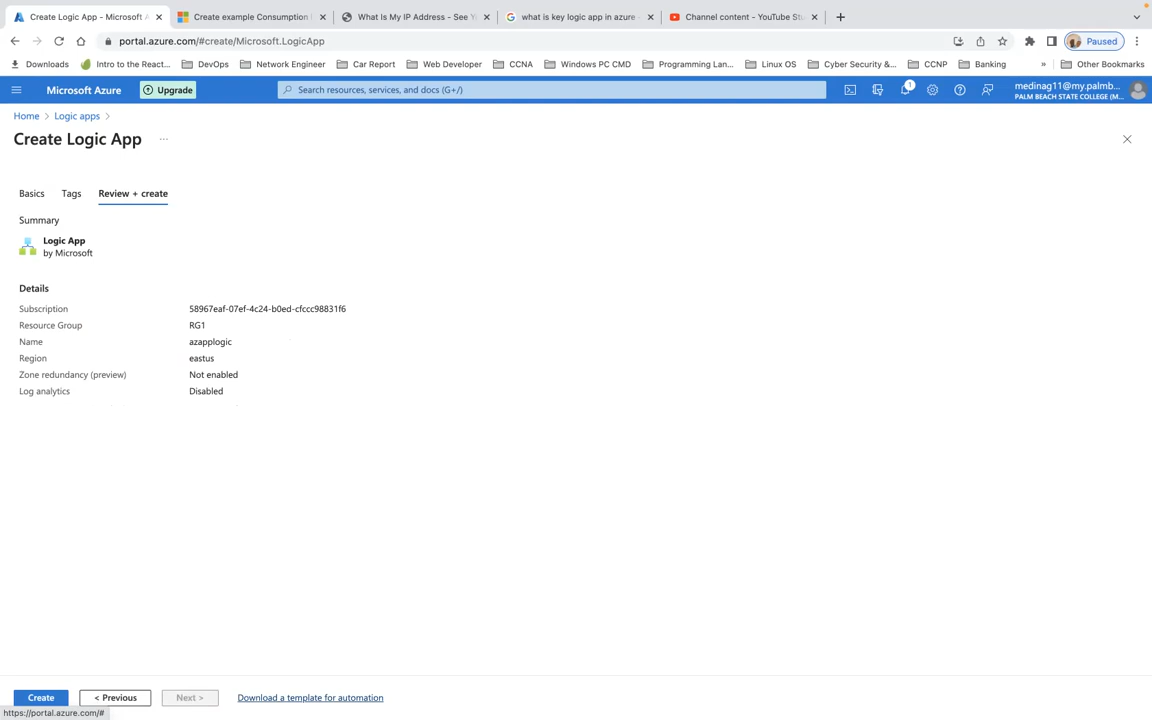 Create Logic App - Microsoft A
Create example Consumption
What Is My IP Address - See Y
what is key logic app in azure
Channel content - YouTube Stu
portal.azure.com/#create/Microsoft.LogicApp
Paused
Downloads
Intro to the React...
DevOps
Network Engineer
Car Report
Web Developer
CCNA
Windows PC CMD
Programming Lan...
Linux OS
Cyber Security &...
CCNP
Banking
»
Other Bookmarks
Microsoft Azure
Upgrade
Search resources, services, and docs (G+/)
1
medinag11@my.palmb...
PALM BEACH STATE COLLEGE (M...
Home > Logic apps >
Create Logic App ...
Basics Tags Review + create
Summary
Logic App
by Microsoft
Details
Subscription 58967eaf-07ef-4c24-b0ed-cfccc98831f6
Resource Group RG1
Name azapplogic
Region eastus
Zone redundancy (preview) Not enabled
Log analytics Disabled
Create < Previous Next > Download a template for automation
https://portal.azure.com/#